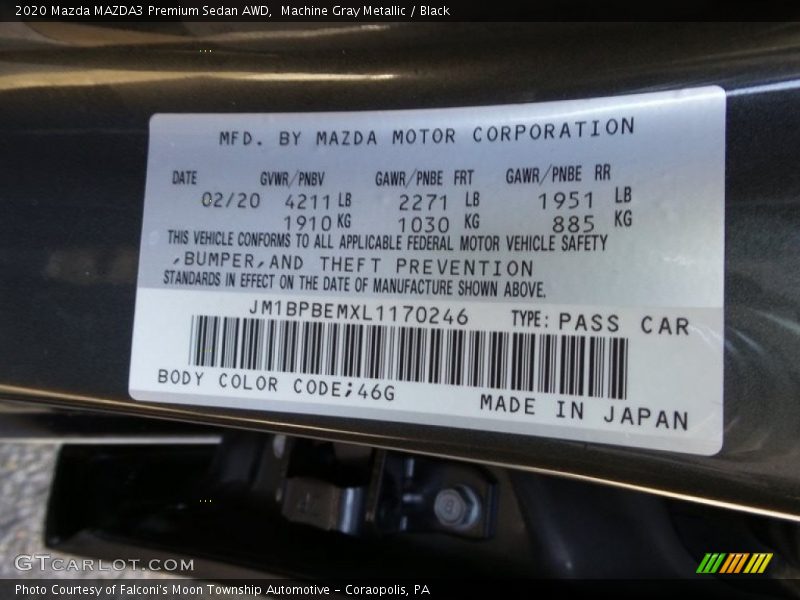 2020 Mazda MAZDA3 Premium Sedan AWD, Machine Gray Metallic / Black
MFD. BY MAZDA MOTOR CORPORATION
DATE GVWR/PNBV GAWR/PNBE FRT GAWR/PNBE RR
02/20 4211 LB 2271 LB 1951 LB
1910 KG 1030 KG 885 KG
THIS VEHICLE CONFORMS TO ALL APPLICABLE FEDERAL MOTOR VEHICLE SAFETY
,BUMPER,AND THEFT PREVENTION
STANDARDS IN EFFECT ON THE DATE OF MANUFACTURE SHOWN ABOVE.
JM1BPBEMXL1170246 TYPE: PASS CAR
BODY COLOR CODE;46G
MADE IN JAPAN
GTCARLOT.COM
Photo Courtesy of Falconi's Moon Township Automotive - Coraopolis, PA